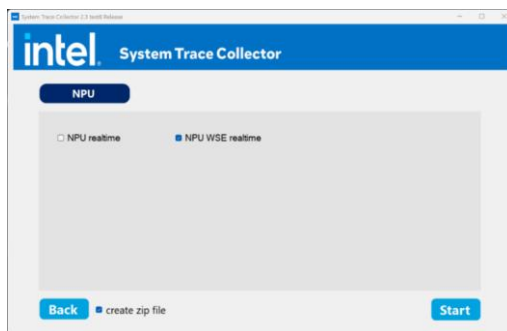 System Trace Collector 2.3 test8 Release
intel. System Trace Collector
NPU
NPU realtime
NPU WSE realtime
Back
create zip file
Start